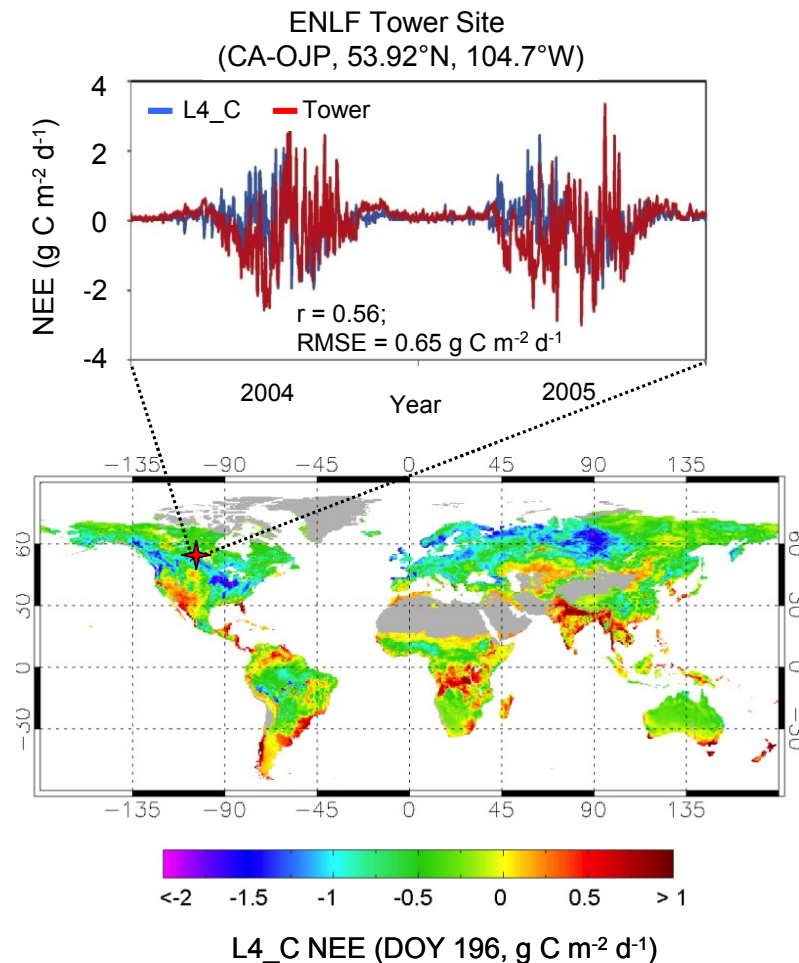 ENLF Tower Site
(CA-OJP, 53.92°N, 104.7°W)
4
L4_C Tower
2
0
-2
-4
NEE (g C m⁻² d⁻¹)
r = 0.56;
RMSE = 0.65 g C m⁻² d⁻¹
2004 2005
Year
−135 −90 −45 0 45 90 135
60 60
30 30
0 0
−30 −30
−135 −90 −45 0 45 90 135
<-2 -1.5 -1 -0.5 0 0.5 > 1
L4_C NEE (DOY 196, g C m⁻² d⁻¹)